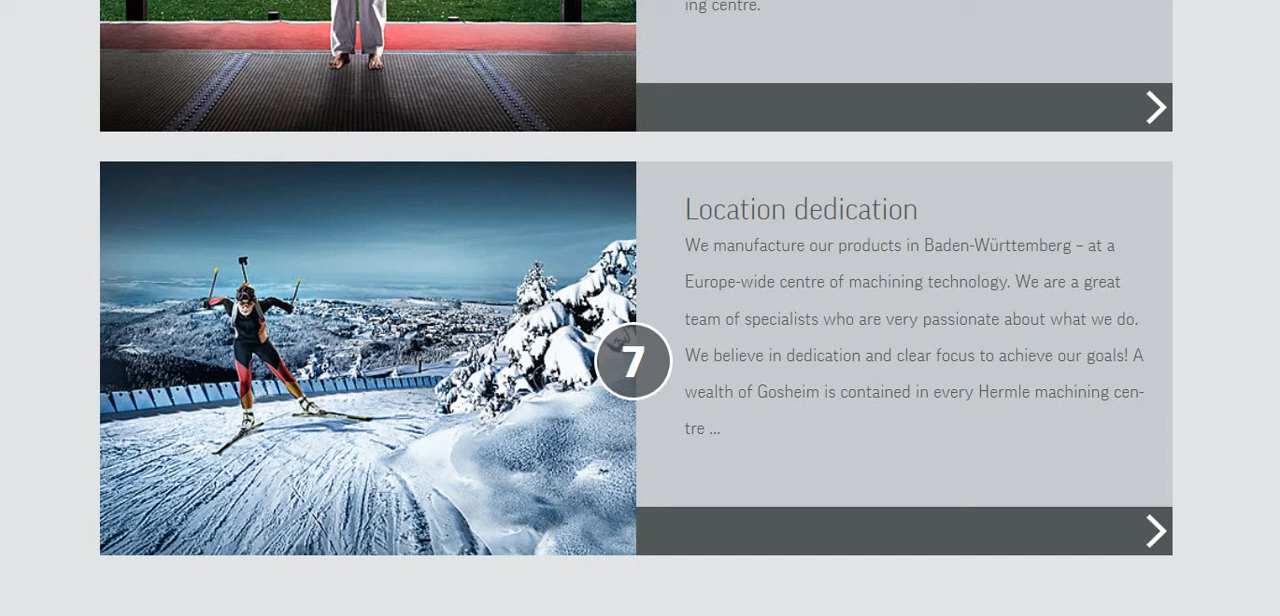 ing centre.
Location dedication
We manufacture our products in Baden-Württemberg – at a
Europe-wide centre of machining technology. We are a great
team of specialists who are very passionate about what we do.
We believe in dedication and clear focus to achieve our goals! A
wealth of Gosheim is contained in every Hermle machining cen-
tre ...
7